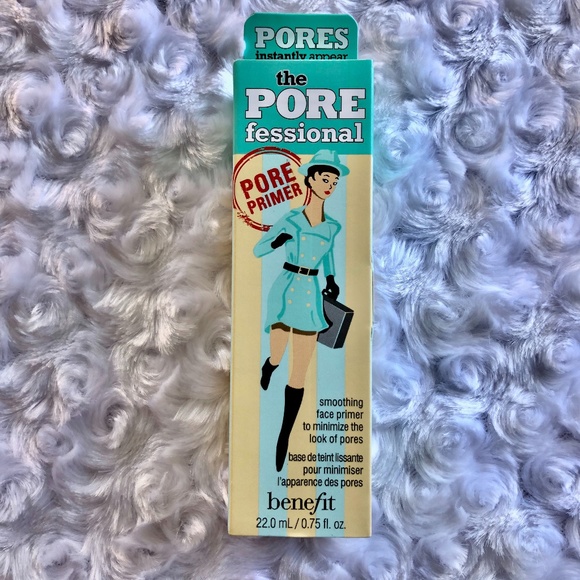 PORES
instantly appear
the
PORE
fessional
PORE
PRIMER
smoothing
face primer
to minimize the
look of pores
base de teint lissante
pour minimiser
l'apparence des pores
benefit
22.0 mL / 0.75 fl. oz.